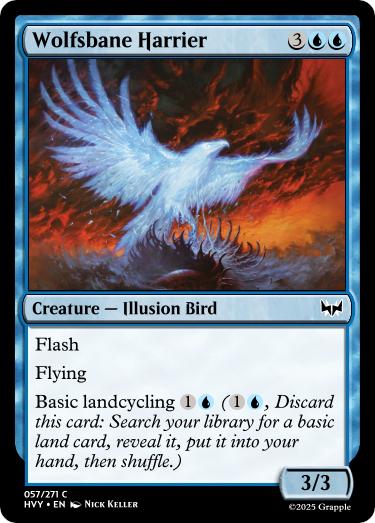 Wolfsbane Harrier 3
Creature — Illusion Bird
Flash
Flying
Basic landcycling 1 (1, Discard
this card: Search your library for a basic
land card, reveal it, put it into your
hand, then shuffle.)
3/3
057/271 C
HVY • EN NICK KELLER
©2025 Grapple